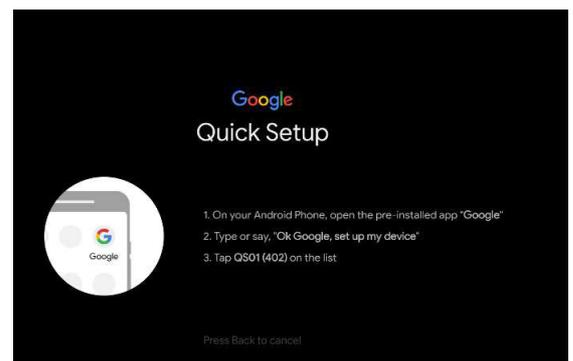 Google
Quick Setup
1. On your Android Phone, open the pre-installed app "Google"
2. Type or say, "Ok Google, set up my device"
3. Tap QS01 (402) on the list
G
Google
Press Back to cancel